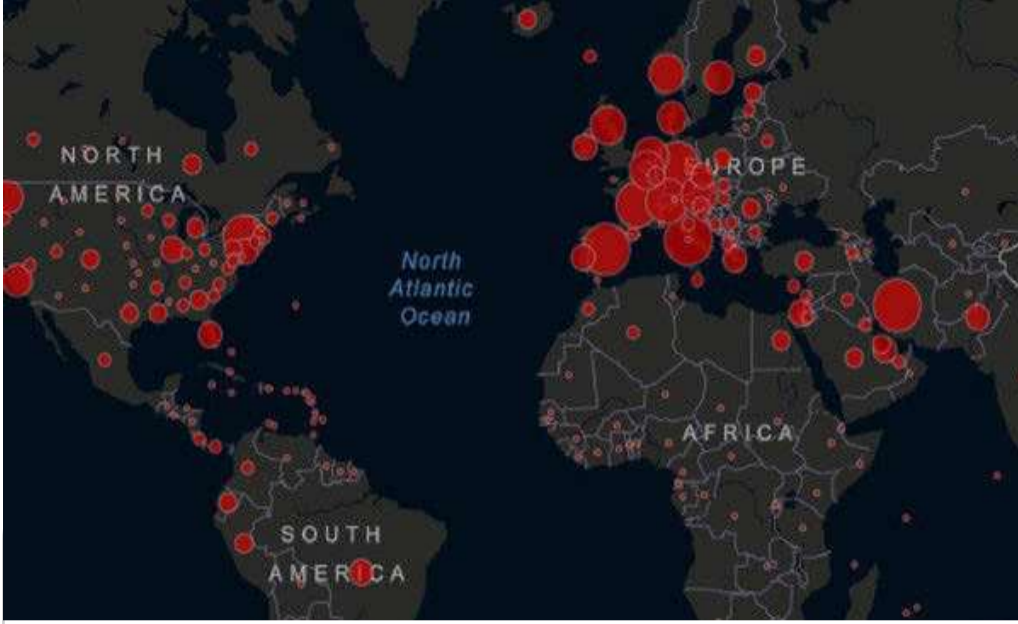 NORTH
AMERICA
EUROPE
North
Atlantic
Ocean
AFRICA
SOUTH
AMERICA